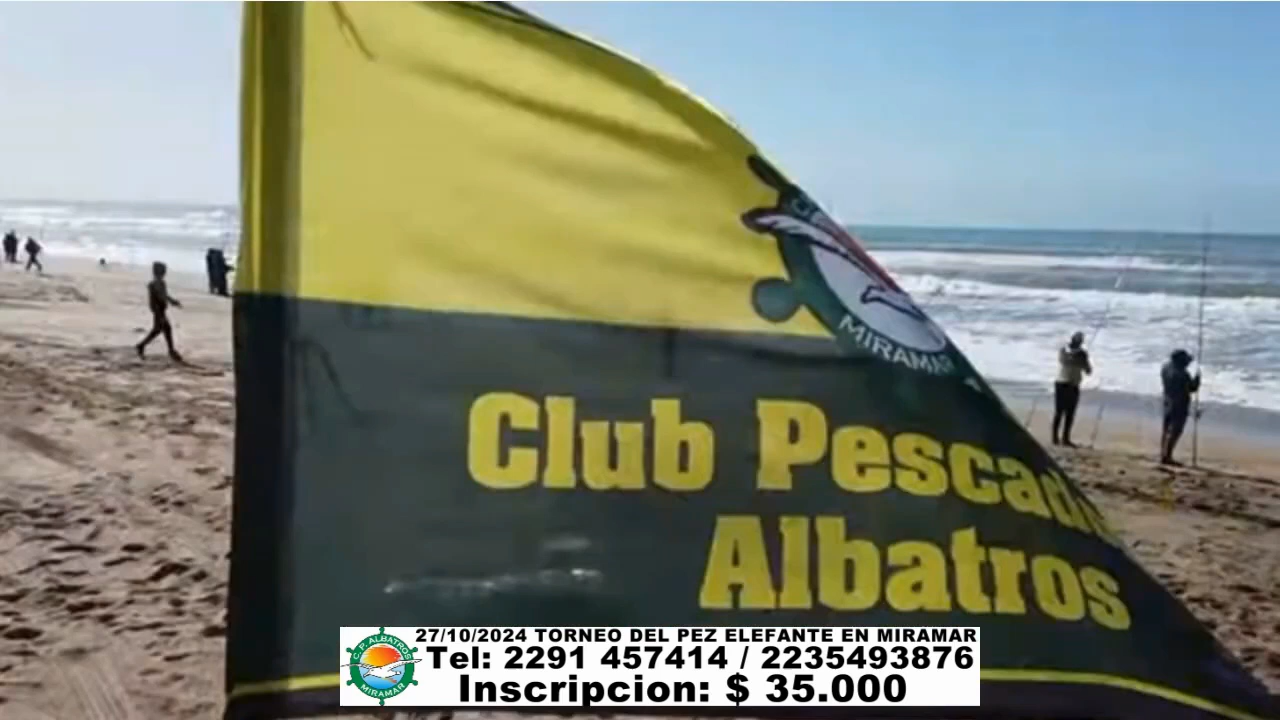 MIRAMAR
Club Pescado
Albatros
27/10/2024 TORNEO DEL PEZ ELEFANTE EN MIRAMAR
C. P. ALBATROS
MIRAMAR
Tel: 2291 457414 / 2235493876
Inscripcion: $ 35.000